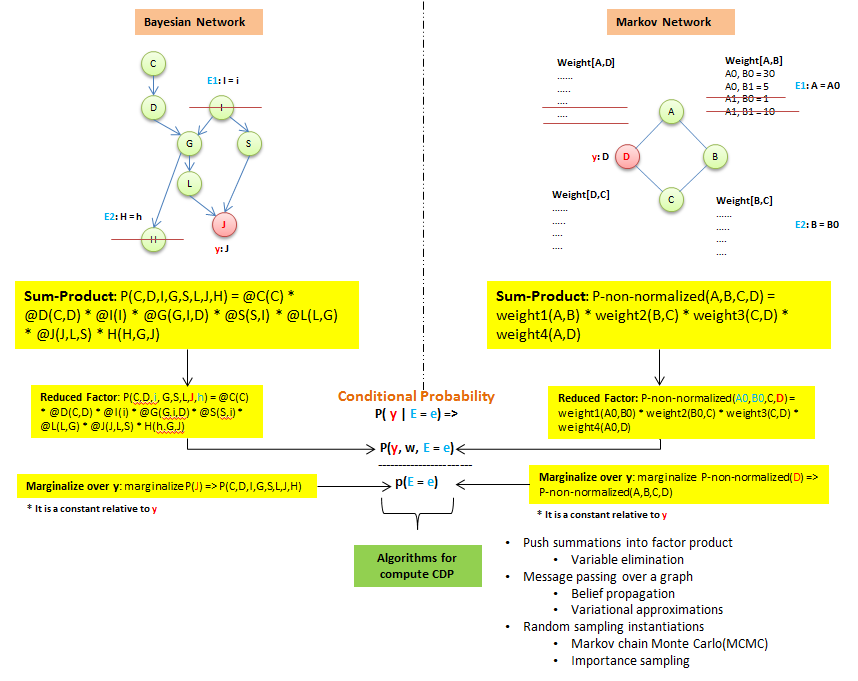 Bayesian Network
Markov Network
C
E1: I = i
D
I
G
S
L
E2: H = h
J
H
y: J
Weight[A,D]
......
.....
....
....
Weight[A,B]
A0, B0 = 30
A0, B1 = 5
A1, B0 = 1
A1, B1 = 10
E1: A = A0
A
y: D
D
B
C
Weight[D,C]
......
.....
....
....
Weight[B,C]
......
.....
....
....
E2: B = B0
Sum-Product: P(C,D,I,G,S,L,J,H) = @C(C) *
@D(C,D) * @I(I) * @G(G,I,D) * @S(S,I) * @L(L,G)
* @J(J,L,S) * H(H,G,J)
Sum-Product: P-non-normalized(A,B,C,D) =
weight1(A,B) * weight2(B,C) * weight3(C,D) *
weight4(A,D)
Reduced Factor: P(C,D,i, G,S,L,J,h) = @C(C)
* @D(C,D) * @I(i) * @G(G,i,D) * @S(S,i) *
@L(L,G) * @J(J,L,S) * H(h,G,J)
Conditional Probability
P( y | E = e) =>
Reduced Factor: P-non-normalized(A0,B0,C,D) =
weight1(A0,B0) * weight2(B0,C) * weight3(C,D) *
weight4(A0,D)
P(y, w, E = e)
-----------------------
p(E = e)
Marginalize over y: marginalize P(J) => P(C,D,I,G,S,L,J,H)
* It is a constant relative to y
Marginalize over y: marginalize P-non-normalized(D) =>
P-non-normalized(A,B,C,D)
* It is a constant relative to y
Algorithms for
compute CDP
• Push summations into factor product
• Variable elimination
• Message passing over a graph
• Belief propagation
• Variational approximations
• Random sampling instantiations
• Markov chain Monte Carlo(MCMC)
• Importance sampling